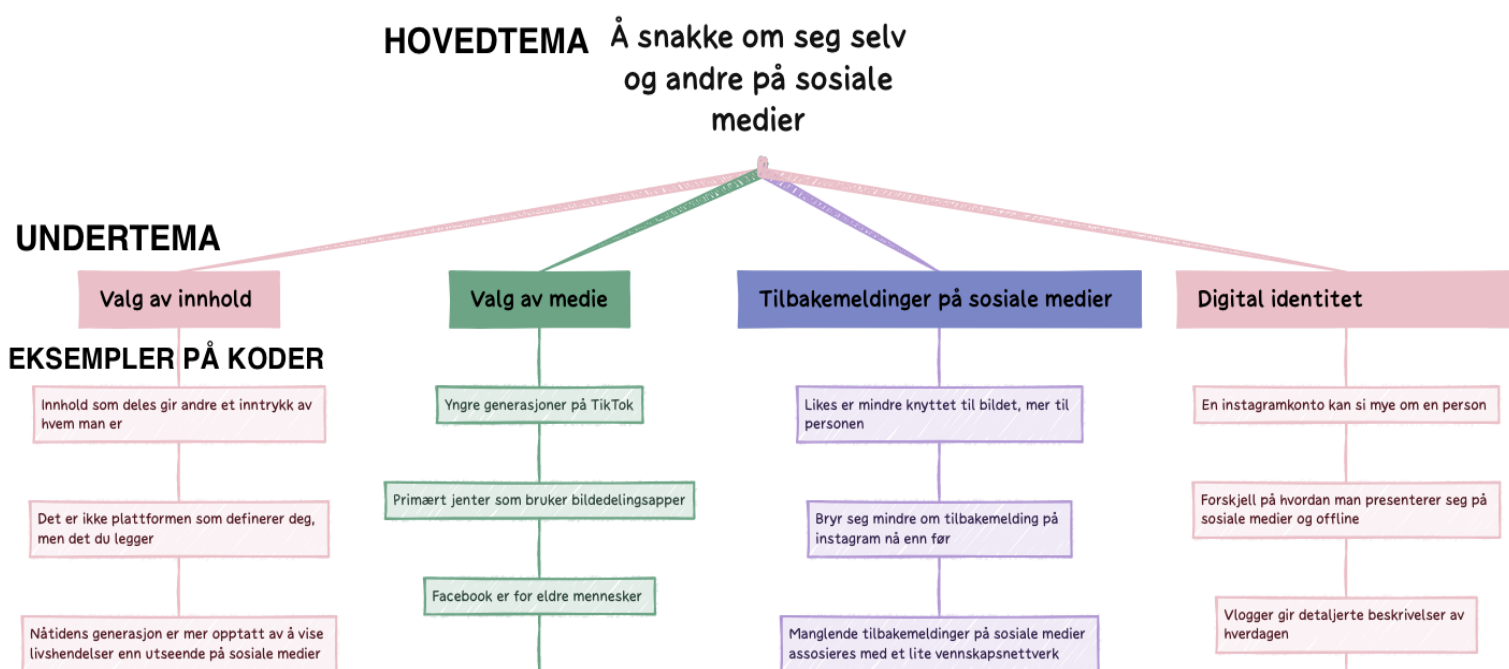 HOVEDTEMA
Å snakke om seg selv
og andre på sosiale
medier
UNDERTEMA
Valg av innhold
Valg av medie
Tilbakemeldinger på sosiale medier
Digital identitet
EKSEMPLER PÅ KODER
Innhold som deles gir andre et inntrykk av
hvem man er
Det er ikke plattformen som definerer deg,
men det du legger
Nåtidens generasjon er mer opptatt av å vise
livshendelser enn utseende på sosiale medier
Yngre generasjoner på TikTok
Primært jenter som bruker bildedelingsapper
Facebook er for eldre mennesker
Likes er mindre knyttet til bildet, mer til
personen
Bryr seg mindre om tilbakemelding på
instagram nå enn før
Manglende tilbakemeldinger på sosiale medier
assosieres med et lite vennskapsnettverk
En instagramkonto kan si mye om en person
Forskjell på hvordan man presenterer seg på
sosiale medier og offline
Vlogger gir detaljerte beskrivelser av
hverdagen